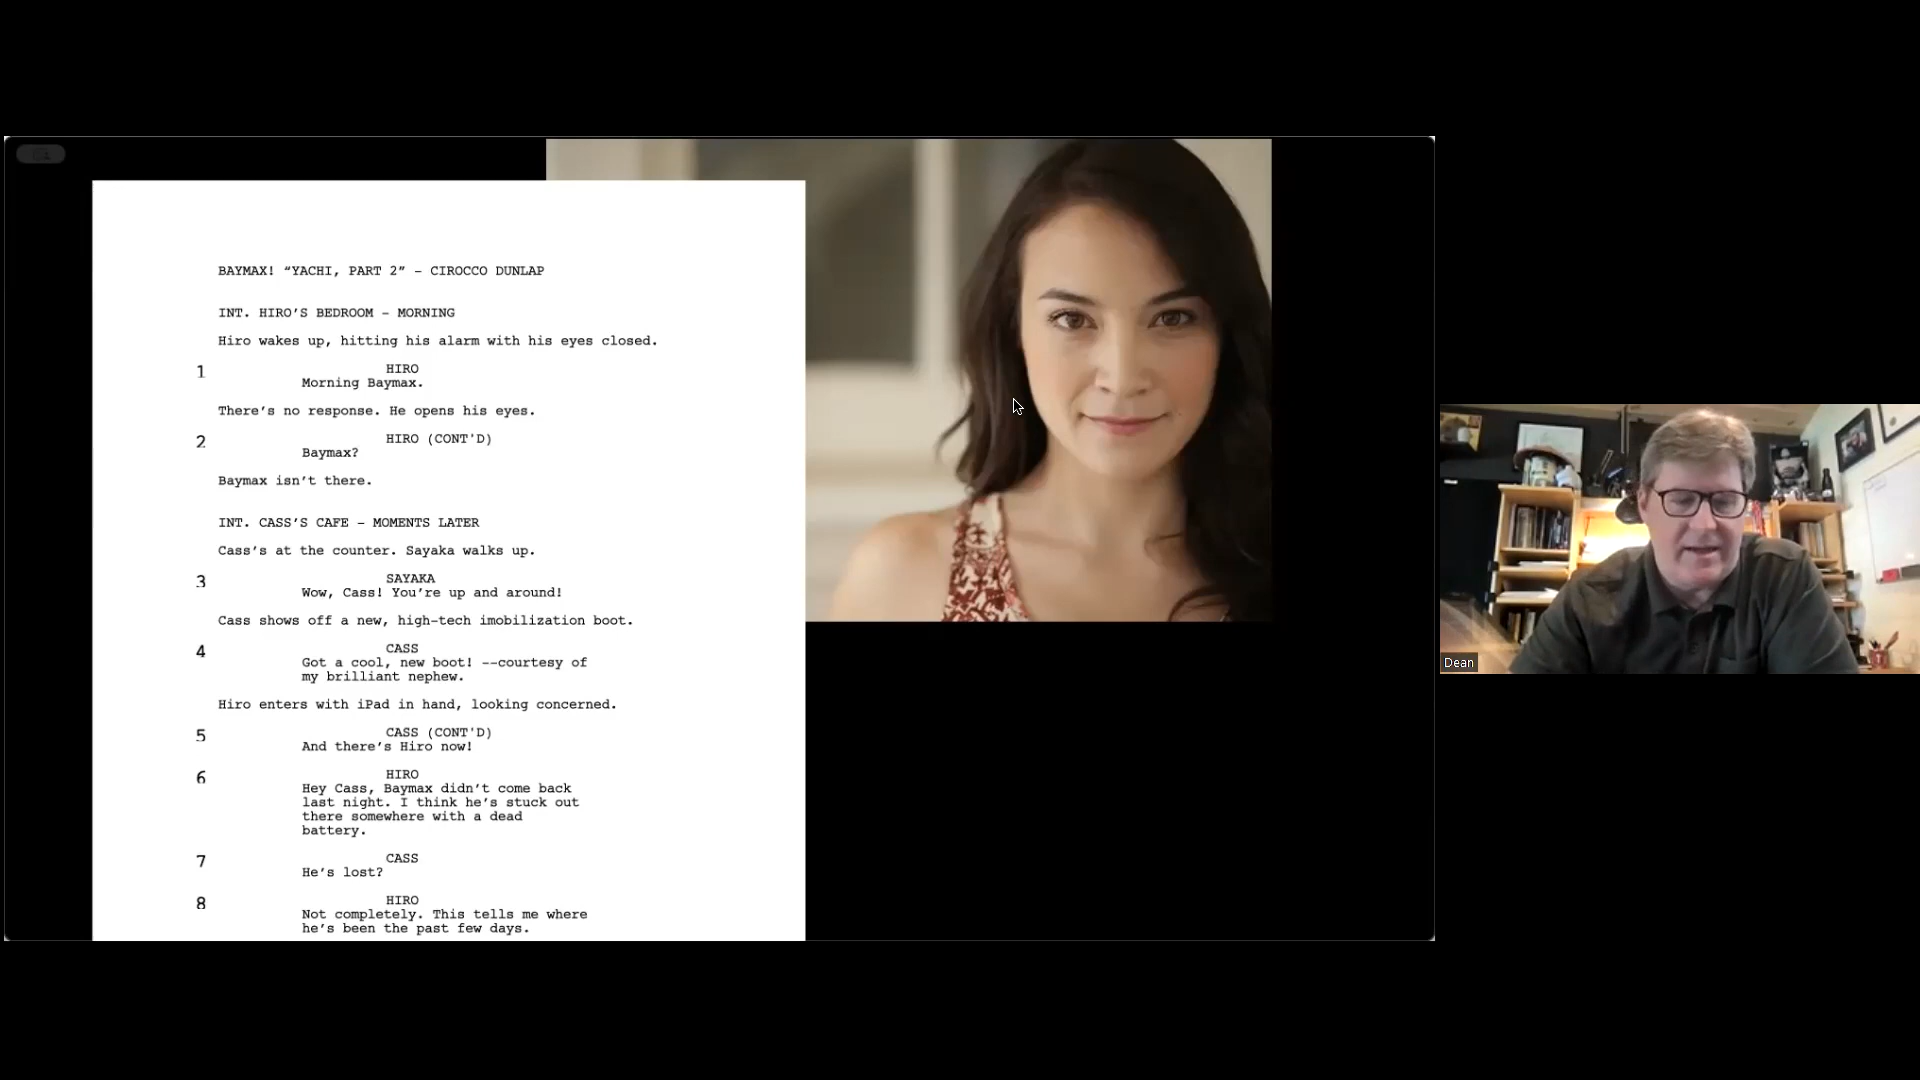 BAYMAX! “YACHI, PART 2” – CIROCCO DUNLAP
INT. HIRO’S BEDROOM – MORNING
Hiro wakes up, hitting his alarm with his eyes closed.
1 HIRO
Morning Baymax.
There’s no response. He opens his eyes.
2 HIRO (CONT'D)
Baymax?
Baymax isn’t there.
INT. CASS’S CAFE – MOMENTS LATER
Cass’s at the counter. Sayaka walks up.
3 SAYAKA
Wow, Cass! You’re up and around!
Cass shows off a new, high-tech imobilization boot.
4 CASS
Got a cool, new boot! --courtesy of
my brilliant nephew.
Hiro enters with iPad in hand, looking concerned.
5 CASS (CONT'D)
And there’s Hiro now!
6 HIRO
Hey Cass, Baymax didn’t come back
last night. I think he’s stuck out
there somewhere with a dead
battery.
7 CASS
He’s lost?
8 HIRO
Not completely. This tells me where
he’s been the past few days.
Dean